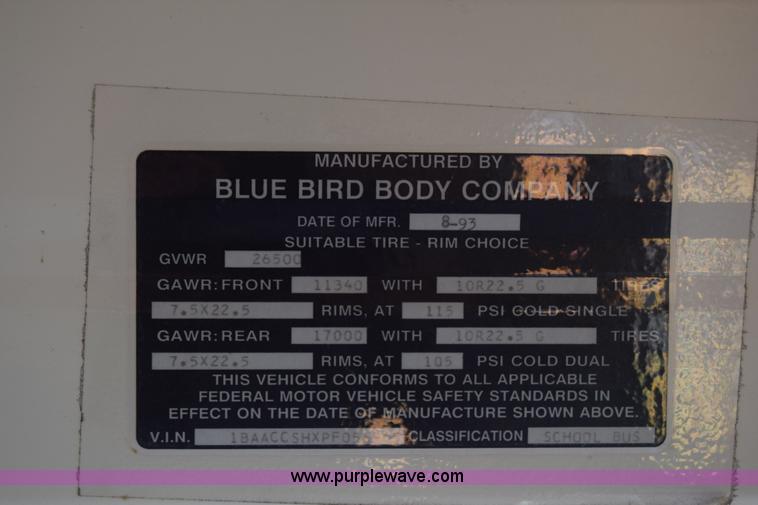 MANUFACTURED BY
BLUE BIRD BODY COMPANY
DATE OF MFR. 8-93
SUITABLE TIRE - RIM CHOICE
GVWR 26500
GAWR: FRONT 11340 WITH 10R22.5 G TIRES
7.5X22.5 RIMS, AT 115 PSI COLD SINGLE
GAWR: REAR 17000 WITH 10R22.5 G TIRES
7.5X22.5 RIMS, AT 105 PSI COLD DUAL
THIS VEHICLE CONFORMS TO ALL APPLICABLE
FEDERAL MOTOR VEHICLE SAFETY STANDARDS IN
EFFECT ON THE DATE OF MANUFACTURE SHOWN ABOVE.
V.I.N. CLASSIFICATION SCHOOL BUS
www.purplewave.com